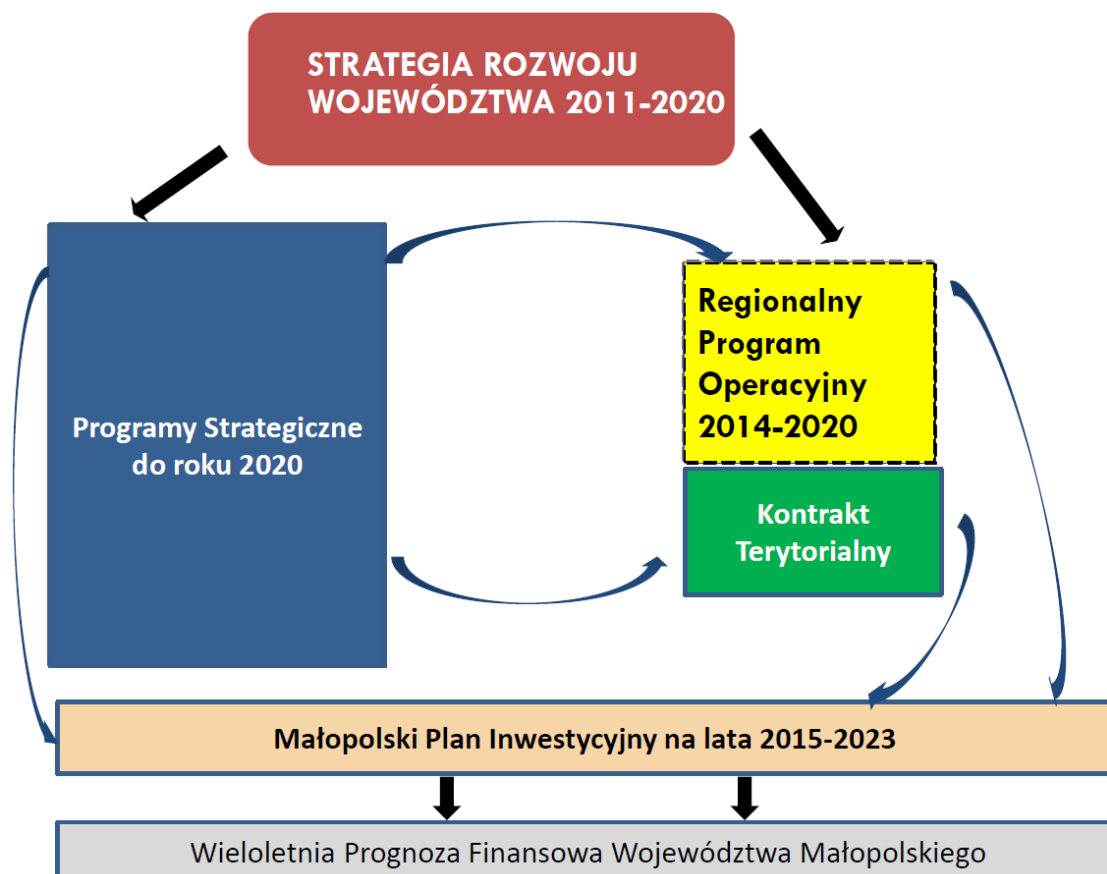 STRATEGIA ROZWOJU
WOJEWÓDZTWA 2011-2020
Programy Strategiczne
do roku 2020
Regionalny
Program
Operacyjny
2014-2020
Kontrakt
Terytorialny
Małopolski Plan Inwestycyjny na lata 2015-2023
Wieloletnia Prognoza Finansowa Województwa Małopolskiego